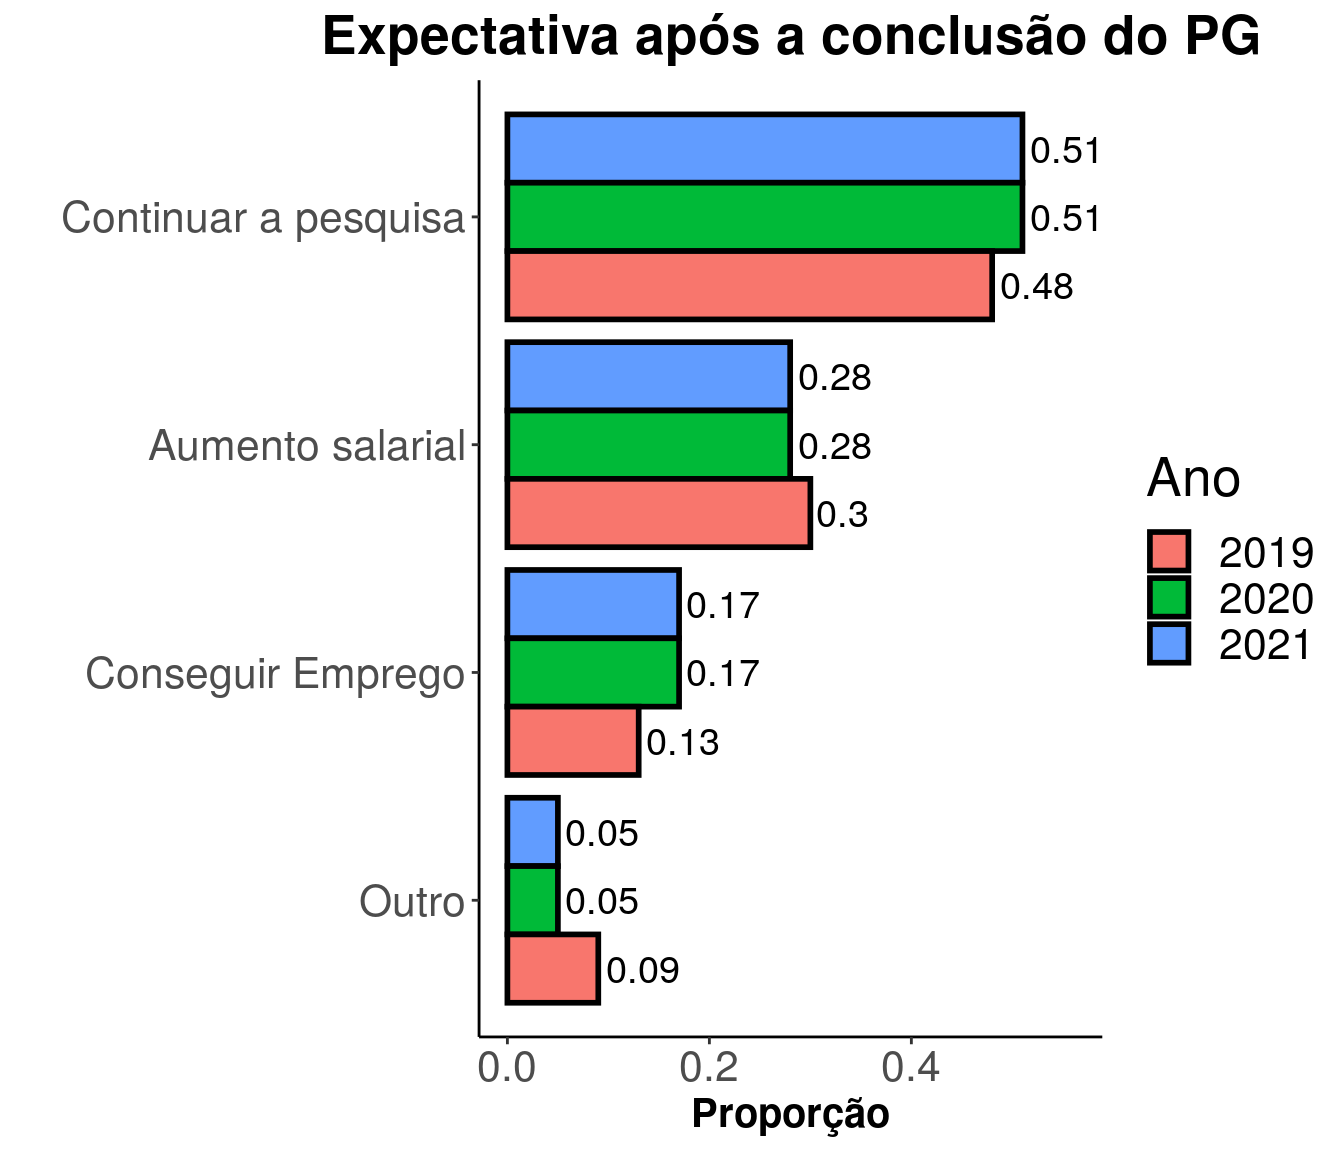 Expectativa após a conclusão do PG
0.51
Continuar a pesquisa
0.51
0.48
0.28
Aumento salarial
0.28
0.3
0.17
Conseguir Emprego
0.17
0.13
0.05
Outro
0.05
0.09
0.0 0.2 0.4
Proporção
Ano
2019
2020
2021